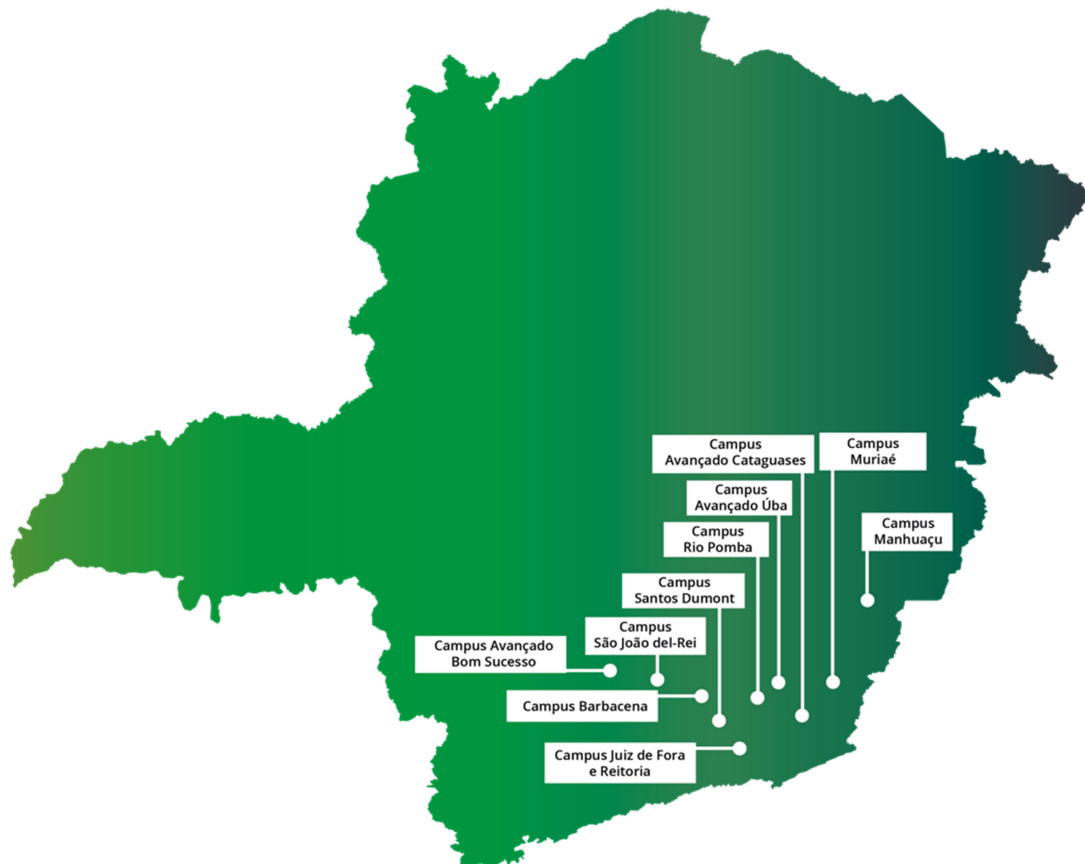 Campus
Avançado Cataguases
Campus
Muriaé
Campus
Avançado Úba
Campus
Manhuaçu
Campus
Rio Pomba
Campus
Santos Dumont
Campus
São João del-Rei
Campus Avançado
Bom Sucesso
Campus Barbacena
Campus Juiz de Fora
e Reitoria